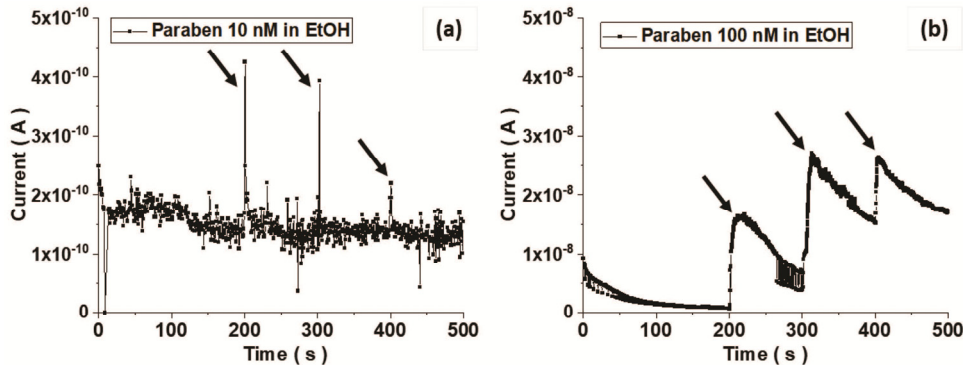 Paraben 10 nM in EtOH
(a)
5x10-10
4x10-10
3x10-10
2x10-10
1x10-10
0
Current ( A )
0 100 200 300 400 500
Time ( s )
Paraben 100 nM in EtOH
(b)
5x10-8
4x10-8
3x10-8
2x10-8
1x10-8
0
Current ( A )
0 100 200 300 400 500
Time ( s )